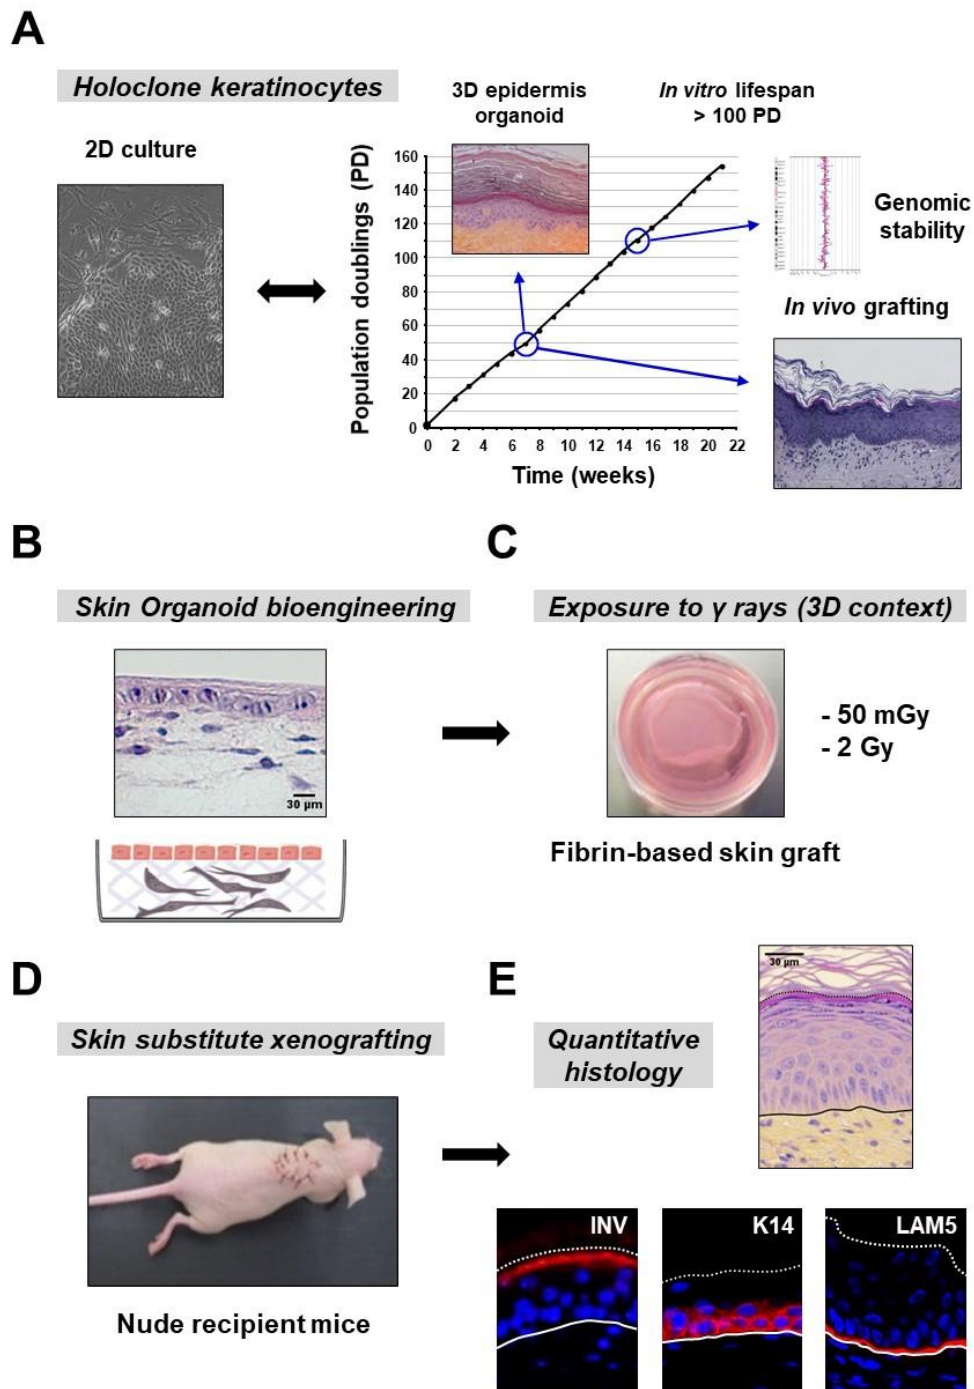 A
Holoclone keratinocytes
2D culture
3D epidermis
organoid
In vitro lifespan
> 100 PD
Population doublings (PD)
160
140
120
100
80
60
40
20
0
0 2 4 6 8 10 12 14 16 18 20 22
Time (weeks)
Genomic
stability
In vivo grafting
B
Skin Organoid bioengineering
30 µm
C
Exposure to γ rays (3D context)
- 50 mGy
- 2 Gy
Fibrin-based skin graft
D
Skin substitute xenografting
Nude recipient mice
E
Quantitative
histology
30 µm
INV
K14
LAM5